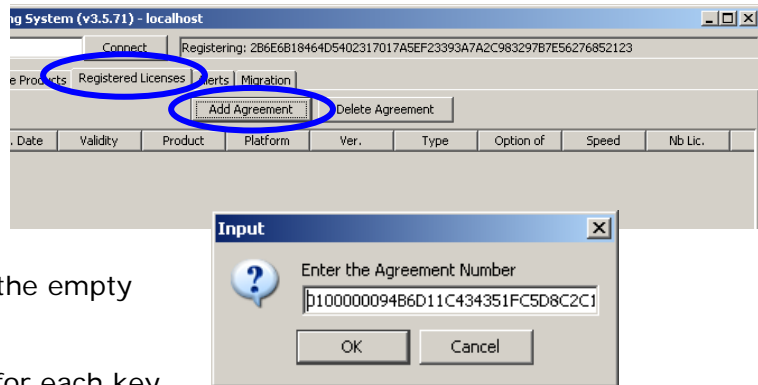 ng System (v3.5.71) - localhost
Connect Registering: 2B6E6B18464D5402317017A5EF23393A7A2C983297B7E56276852123
e Products Registered Licenses Alerts Migration
Add Agreement Delete Agreement
. Date Validity Product Platform Ver. Type Option of Speed Nb Lic.
Input
Enter the Agreement Number
0100000094B6D11C434351FC5D8C2C1
OK Cancel
the empty
for each key